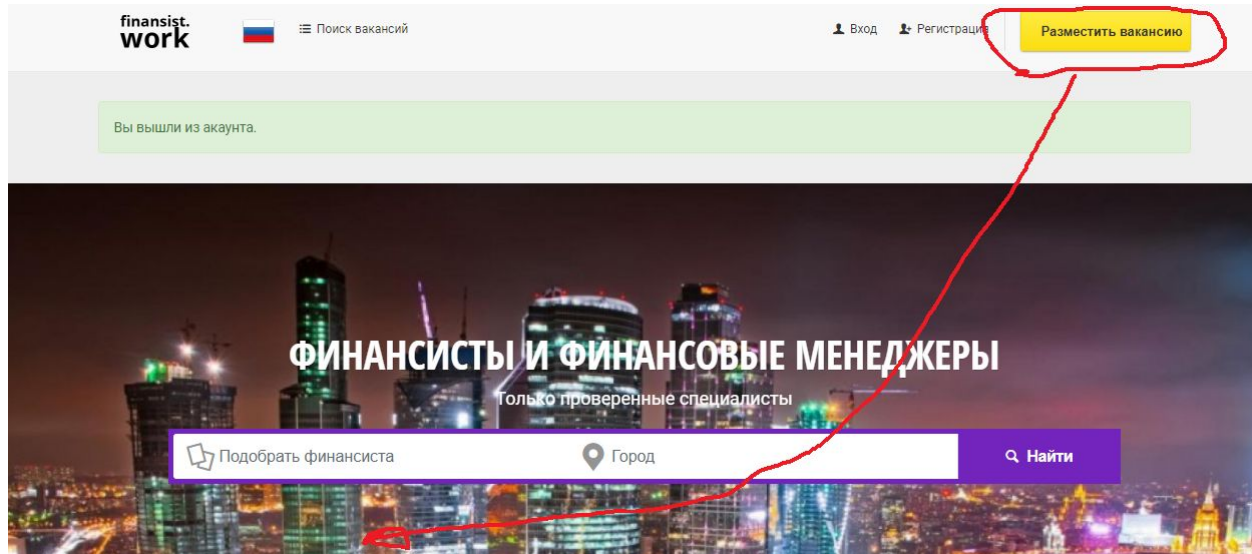 finansist.
work
Поиск вакансий
Вход
Регистрация
Разместить вакансию
Вы вышли из акаунта.
ФИНАНСИСТЫ И ФИНАНСОВЫЕ МЕНЕДЖЕРЫ
Только проверенные специалисты
Подобрать финансиста
Город
Найти